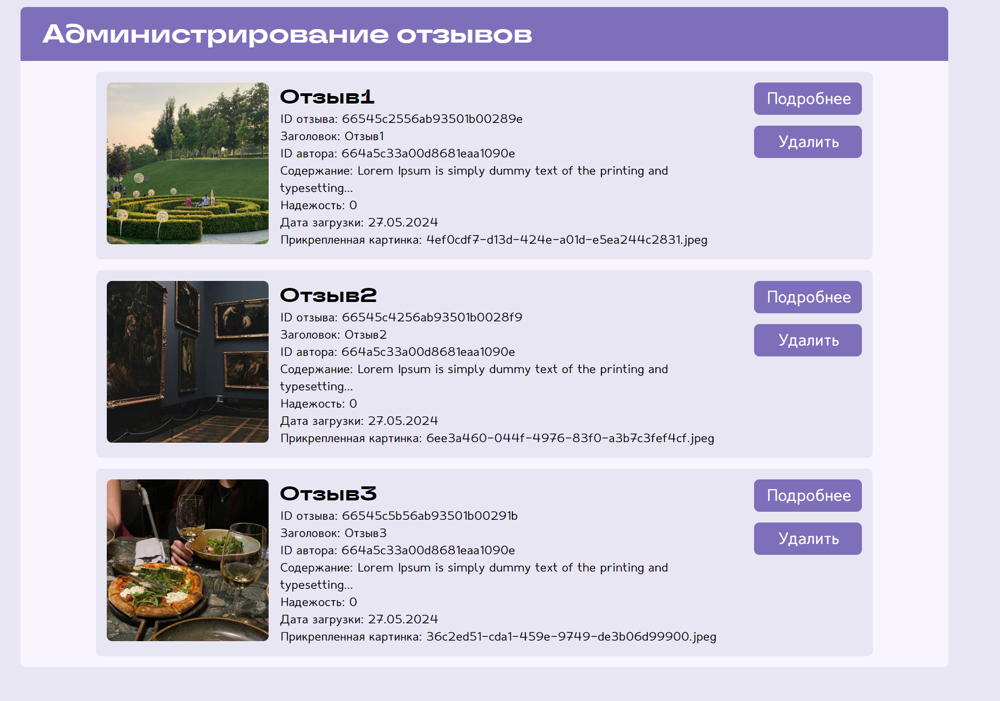 Администрирование отзывов
Отзыв1
ID отзыва: 66545c2556ab93501b00289e
Заголовок: Отзыв1
ID автора: 664a5c33a00d8681eaa1090e
Содержание: Lorem Ipsum is simply dummy text of the printing and
typesetting...
Надежость: 0
Дата загрузки: 27.05.2024
Прикрепленная картинка: 4ef0cdf7-d13d-424e-a01d-e5ea244c2831.jpeg
Подробнее
Удалить
Отзыв2
ID отзыва: 66545c4256ab93501b0028f9
Заголовок: Отзыв2
ID автора: 664a5c33a00d8681eaa1090e
Содержание: Lorem Ipsum is simply dummy text of the printing and
typesetting...
Надежость: 0
Дата загрузки: 27.05.2024
Прикрепленная картинка: 6ee3a460-044f-4976-83f0-a3b7c3fef4cf.jpeg
Подробнее
Удалить
Отзыв3
ID отзыва: 66545c5b56ab93501b00291b
Заголовок: Отзыв3
ID автора: 664a5c33a00d8681eaa1090e
Содержание: Lorem Ipsum is simply dummy text of the printing and
typesetting...
Надежость: 0
Дата загрузки: 27.05.2024
Прикрепленная картинка: 36c2ed51-cda1-459e-9749-de3b06d99900.jpeg
Подробнее
Удалить